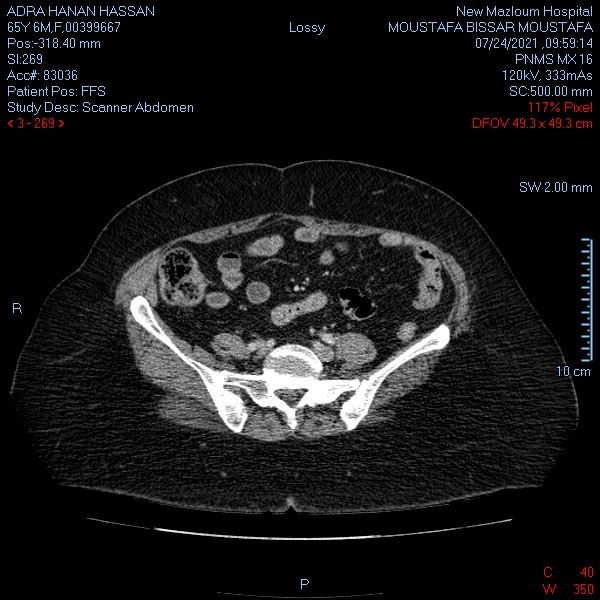 ADRA HANAN HASSAN
65Y 6M,F,00399667
Pos:-318.40 mm
SI:269
Acc#: 83036
Patient Pos: FFS
Study Desc: Scanner Abdomen
< 3 - 269 >
Lossy
New Mazloum Hospital
MOUSTAFA BISSAR MOUSTAFA
07/24/2021 ,09:59:14
PNMS MX 16
120kV, 333mAs
SC:500.00 mm
117% Pixel
DFOV 49.3 x 49.3 cm
SW 2.00 mm
R
10 cm
P
C 40
W 350